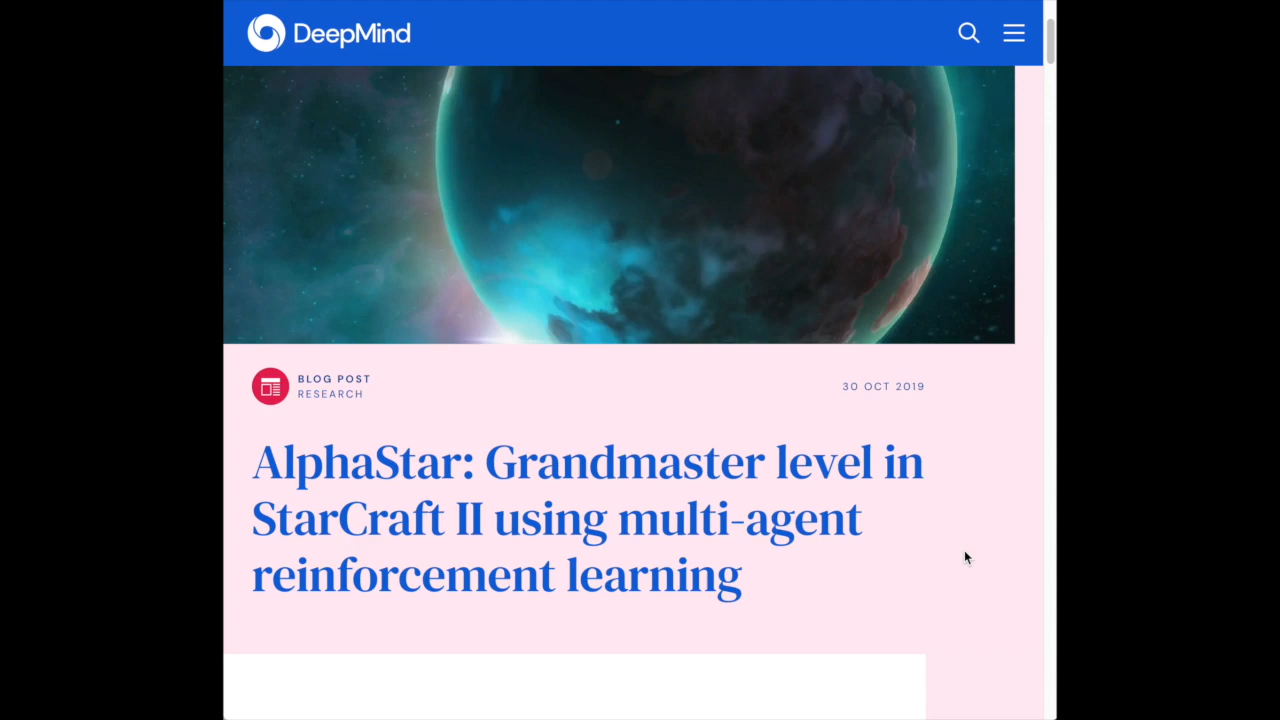 DeepMind
BLOG POST
RESEARCH
30 OCT 2019
AlphaStar: Grandmaster level in
StarCraft II using multi-agent
reinforcement learning